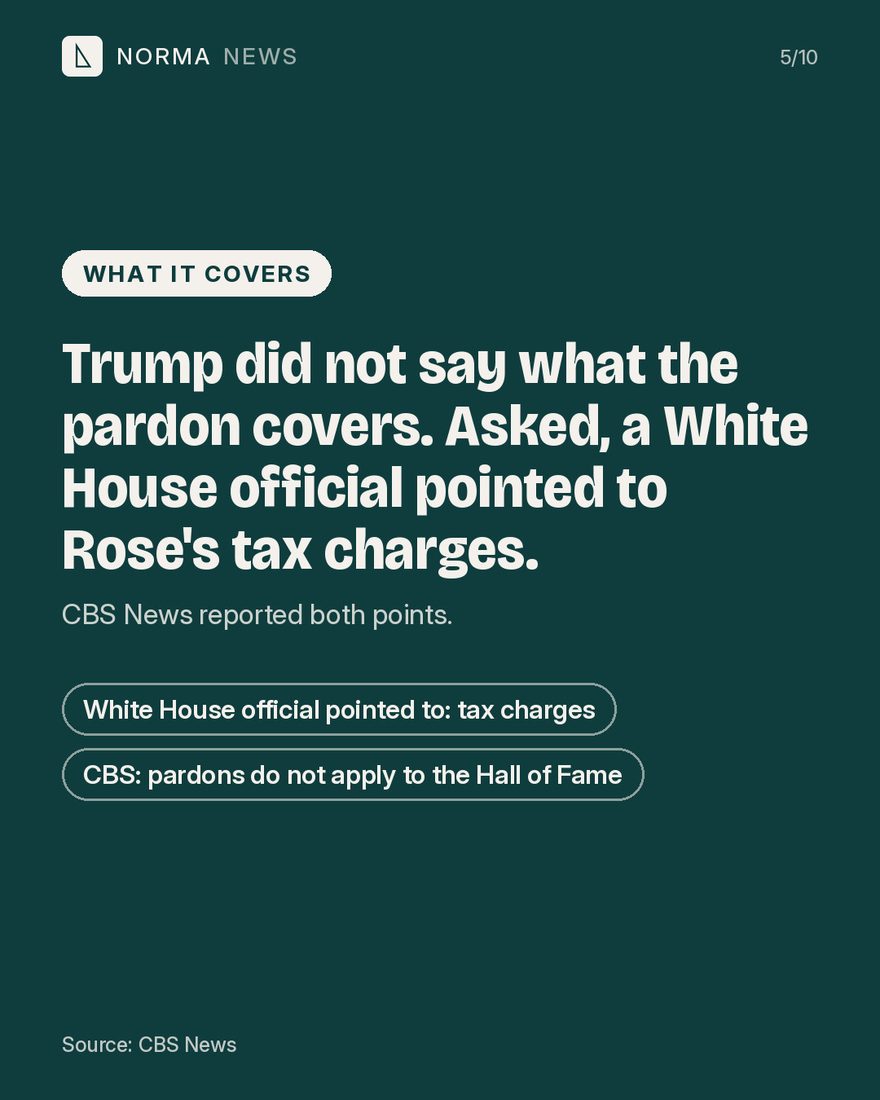 NORMA NEWS
5/10
WHAT IT COVERS
Trump did not say what the
pardon covers. Asked, a White
House official pointed to
Rose's tax charges.
CBS News reported both points.
White House official pointed to: tax charges
CBS: pardons do not apply to the Hall of Fame
Source: CBS News